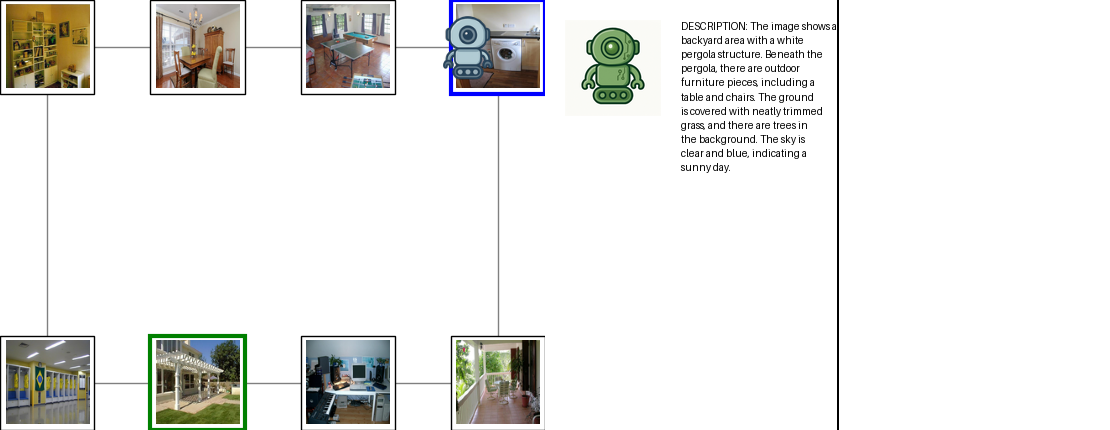 DESCRIPTION: The image shows a
backyard area with a white
pergola structure. Beneath the
pergola, there are outdoor
furniture pieces, including a
table and chairs. The ground
is covered with neatly trimmed
grass, and there are trees in
the background. The sky is
clear and blue, indicating a
sunny day.